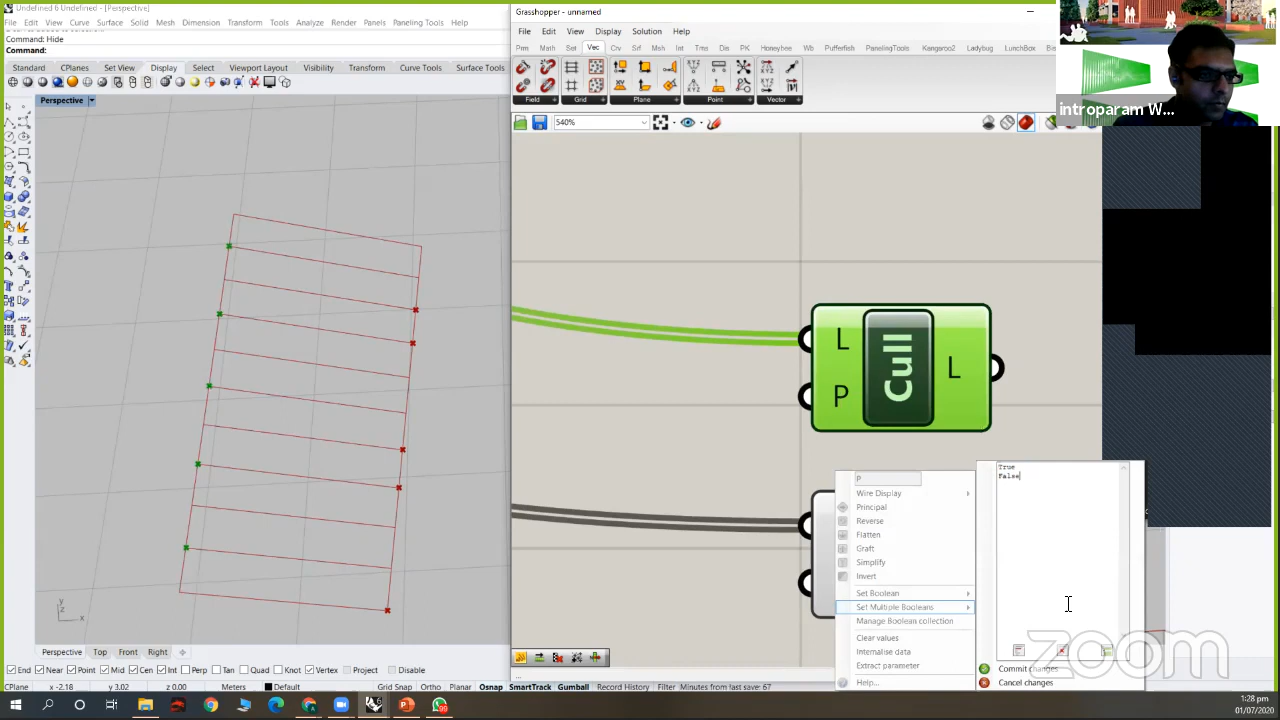 Undefined 6 (Undefined - [Perspective])
File Edit View Curve Surface Solid Mesh Dimension Transform Tools Analyze Render Panels Paneling Tools Help
Command: Hide
Command:
Standard CPlanes Set View Display Select Viewport Layout Visibility Transform Curve Tools Surface Tools
Perspective
y
z
x
Perspective Top Front Right
End Near Point Mid Cen Int Perp Tan Quad Knot Vertex Project Disable
CPlane x -2.18 y 3.02 z 0.00 Meters Default Grid Snap Ortho Planar Osnap SmartTrack Gumball Record History Filter Minutes from last save: 67
Grasshopper - unnamed
File Edit View Display Solution Help
Prm Math Set Vec Crv Srf Msh Int Trns Dis PK Honeybee Wb Pufferfish PanelingTools Kangaroo2 Ladybug LunchBox
Field Grid Plane Point Vector
540%
L
P
Cull
L
P
Wire Display
Principal
Reverse
Flatten
Graft
Simplify
Invert
Set Boolean
Set Multiple Booleans
Manage Boolean collection
Clear values
Internalise data
Extract parameter
Help...
True
False
Commit changes
Cancel changes
...
introparam W...
zoom
1:28 pm
01/07/2020